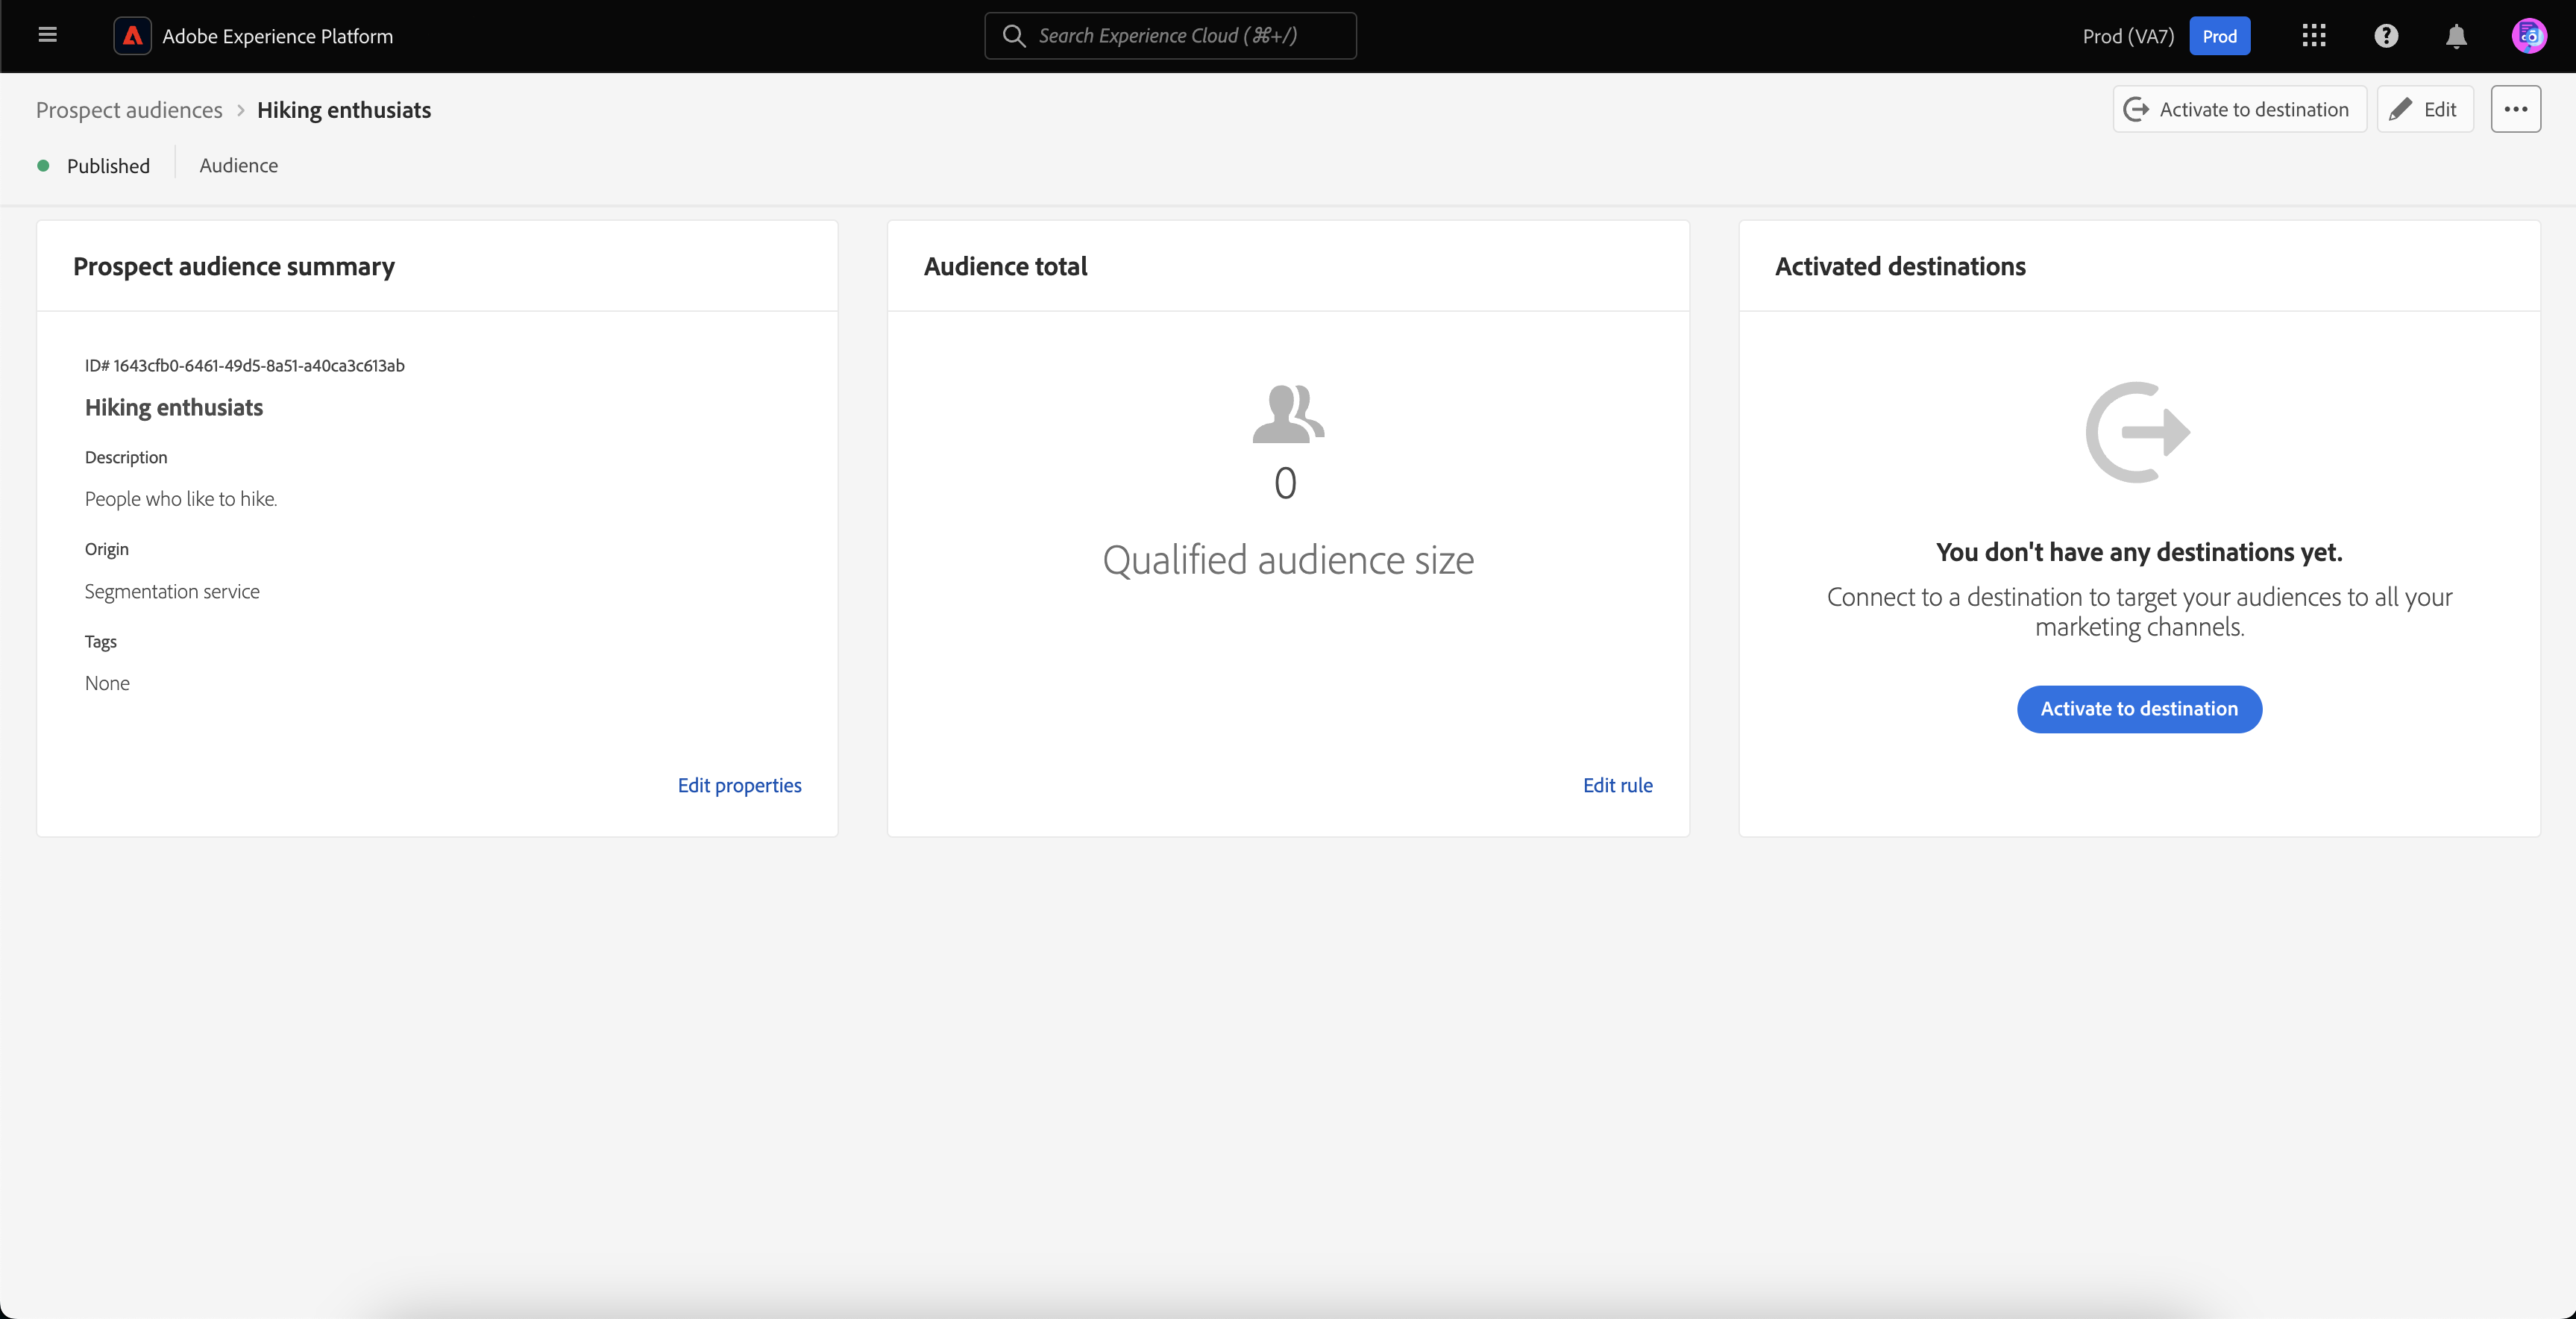 Adobe Experience Platform
Search Experience Cloud (⌘+/)
Prod (VA7)
Prod
Prospect audiences > Hiking enthusiats
Activate to destination
Edit
Published
Audience
Prospect audience summary
ID# 1643cfb0-6461-49d5-8a51-a40ca3c613ab
Hiking enthusiats
Description
People who like to hike.
Origin
Segmentation service
Tags
None
Edit properties
Audience total
0
Qualified audience size
Edit rule
Activated destinations
You don't have any destinations yet.
Connect to a destination to target your audiences to all your
marketing channels.
Activate to destination